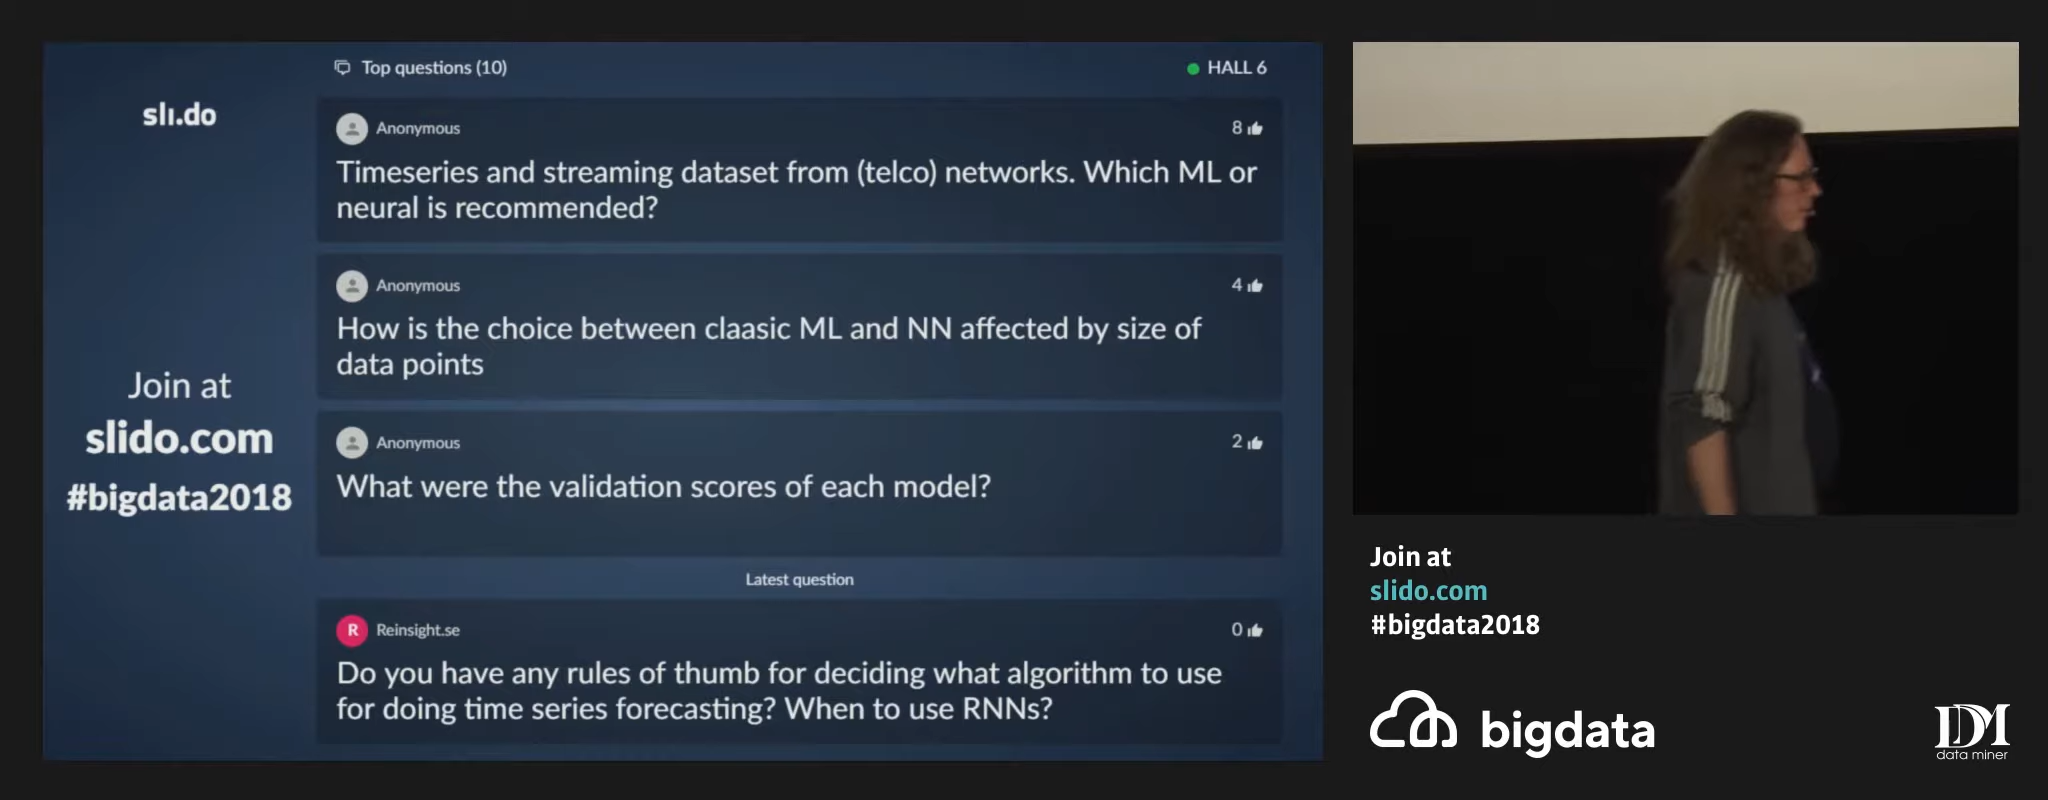 Top questions (10)
HALL 6
sli.do
Anonymous
8
Timeseries and streaming dataset from (telco) networks. Which ML or
neural is recommended?
Anonymous
4
How is the choice between claasic ML and NN affected by size of
data points
Join at
slido.com
#bigdata2018
Anonymous
2
What were the validation scores of each model?
Latest question
R
Reinsight.se
0
Do you have any rules of thumb for deciding what algorithm to use
for doing time series forecasting? When to use RNNs?
Join at
slido.com
#bigdata2018
bigdata
DM
data miner